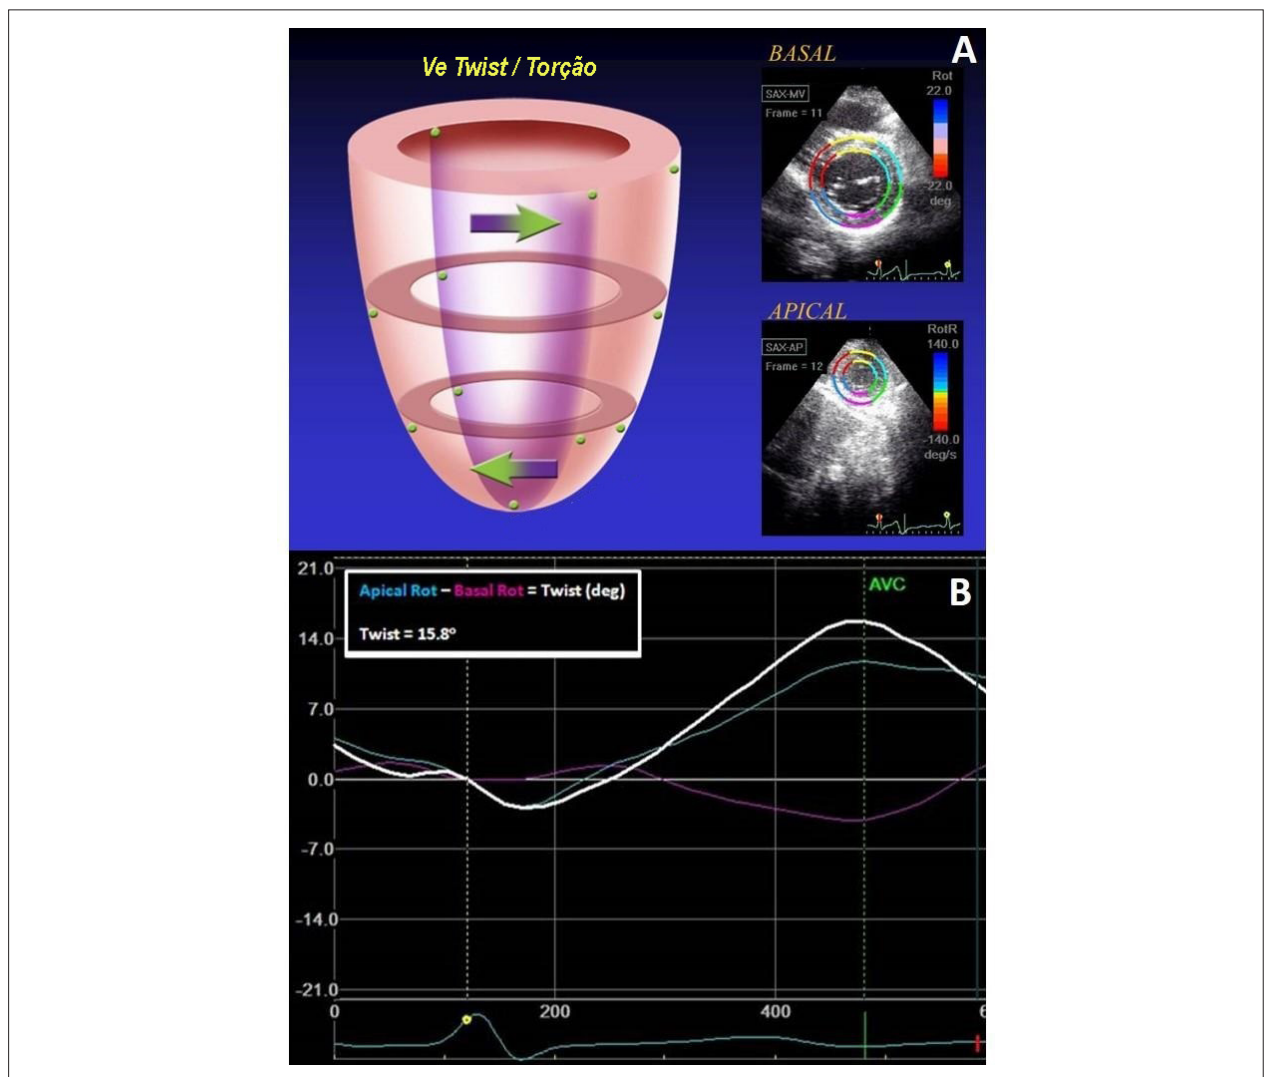 Ve Twist / Torção
BASAL
A
SAX-MV
Frame = 11
Rot
22.0
-22.0
deg
APICAL
SAX-AP
Frame = 12
RotR
140.0
-140.0
deg/s
B
AVC
Apical Rot – Basal Rot = Twist (deg)
Twist = 15.8º
21.0
14.0
7.0
0.0
-7.0
-14.0
-21.0
0 200 400 6